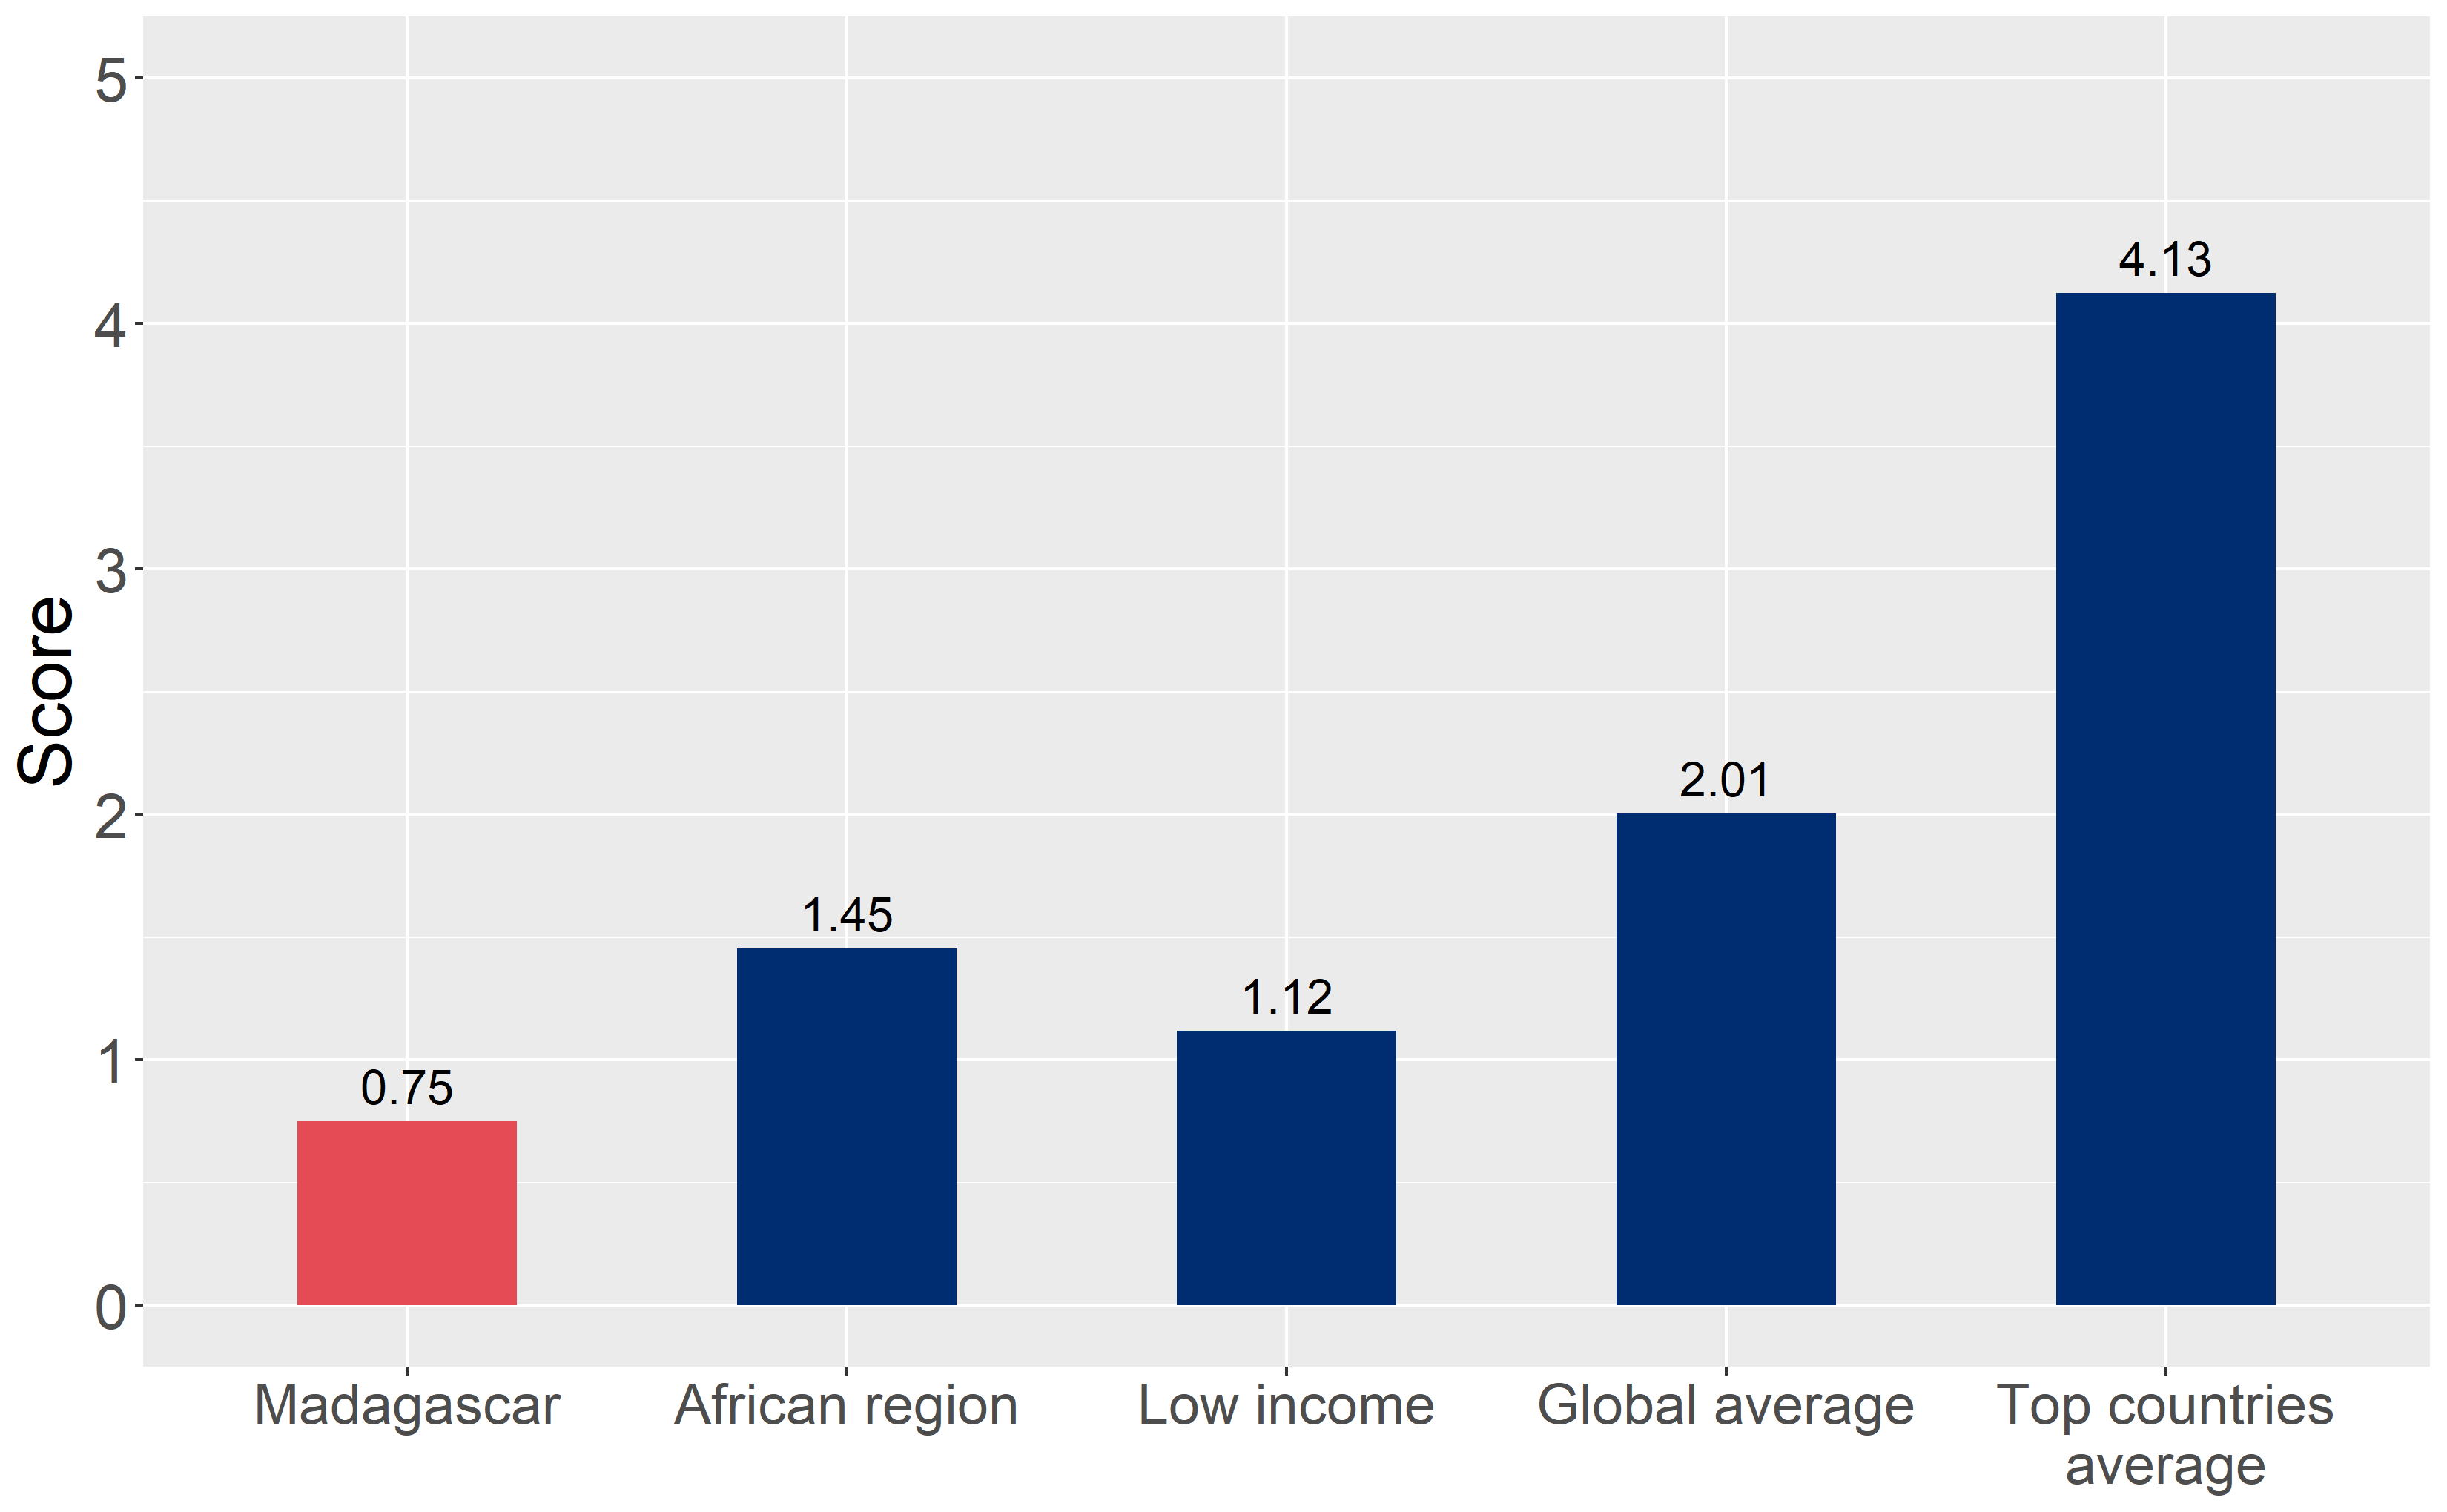 Score
5
4
3
2
1
0
4.13
2.01
1.45
1.12
0.75
Madagascar
African region
Low income
Global average
Top countries
average